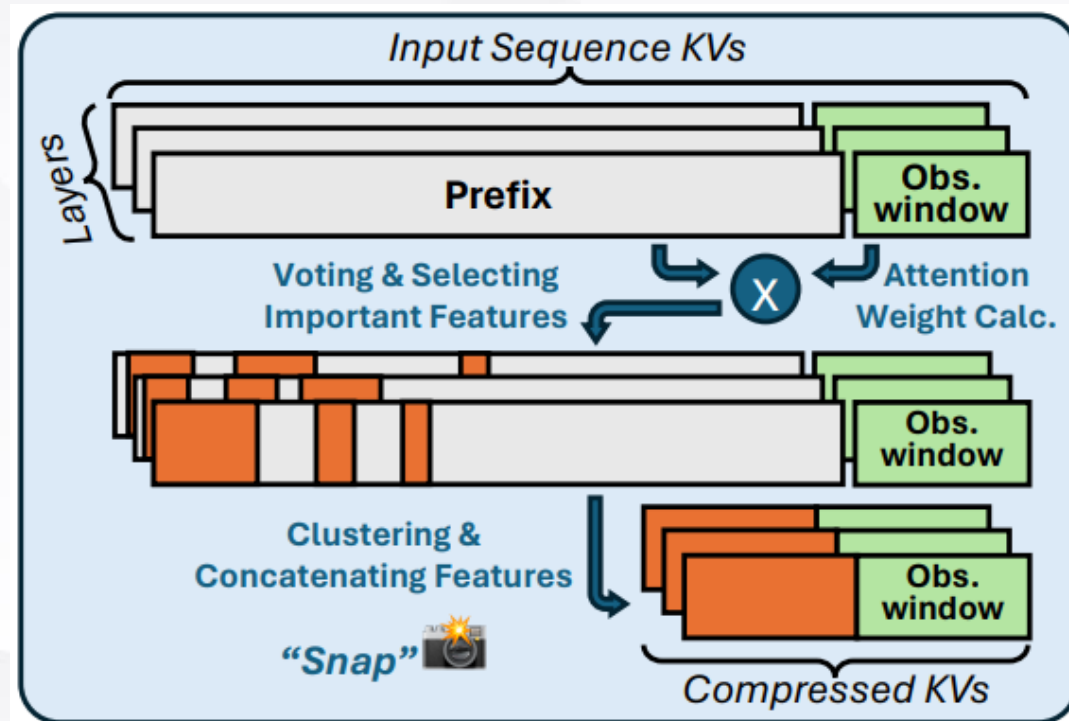 Input Sequence KVs
Layers
Prefix
Obs.
window
Voting & Selecting
Important Features
X
Attention
Weight Calc.
Obs.
window
Clustering &
Concatenating Features
Obs.
window
“Snap”
Compressed KVs